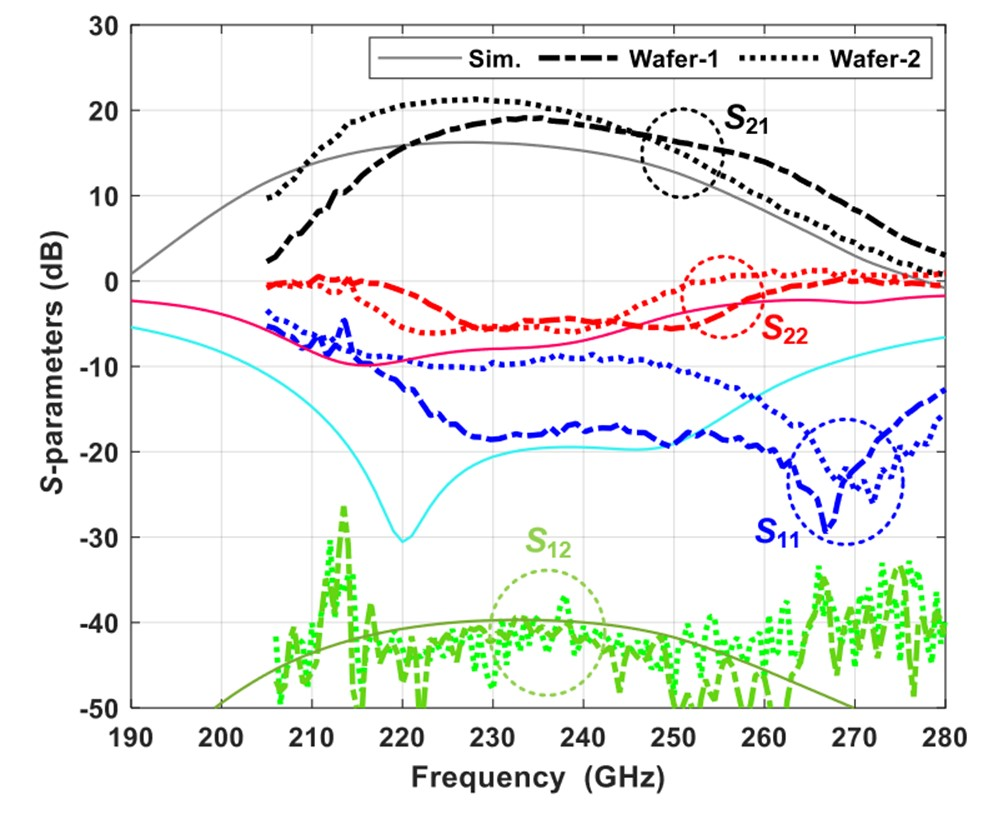 30
20
10
0
-10
-20
-30
-40
-50
S-parameters (dB)
Sim. Wafer-1 Wafer-2
S21
S22
S11
S12
190 200 210 220 230 240 250 260 270 280
Frequency (GHz)